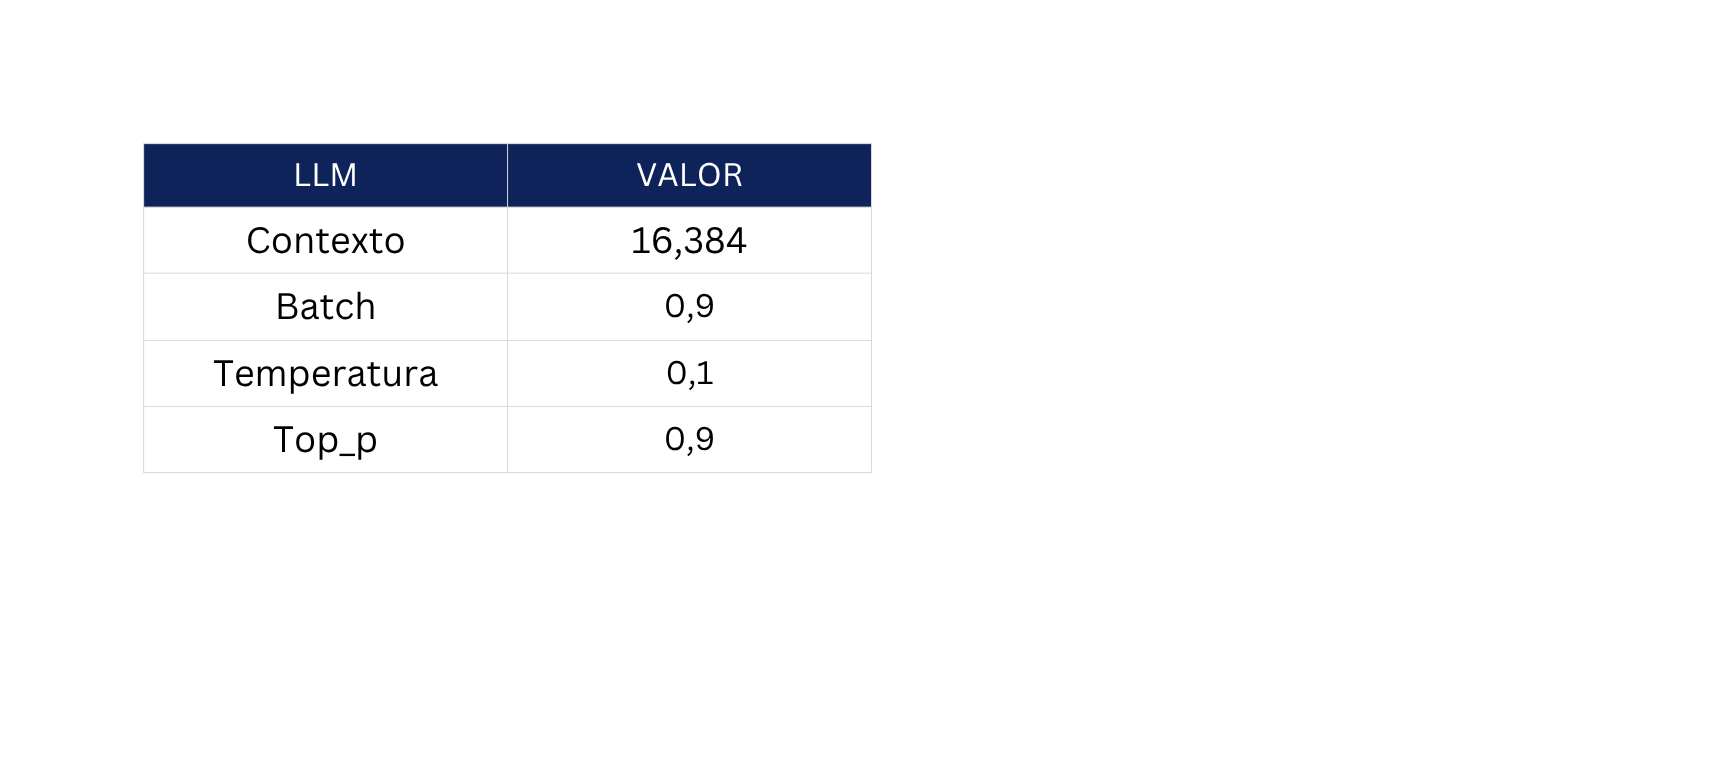 LLM VALOR
Contexto 16,384
Batch 0,9
Temperatura 0,1
Top_p 0,9